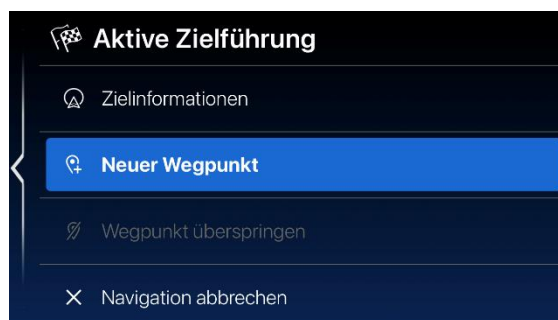 Aktive Zielführung
Zielinformationen
Neuer Wegpunkt
Wegpunkt überspringen
Navigation abbrechen